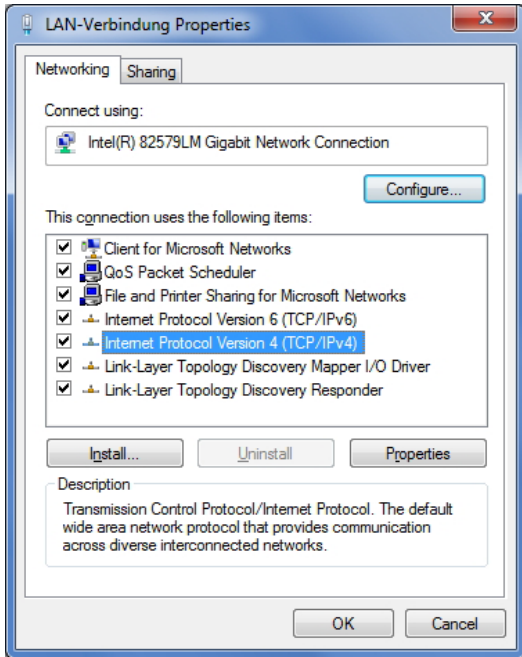 LAN-Verbindung Properties
Networking
Sharing
Connect using:
Intel(R) 82579LM Gigabit Network Connection
Configure...
This connection uses the following items:
Client for Microsoft Networks
QoS Packet Scheduler
File and Printer Sharing for Microsoft Networks
Internet Protocol Version 6 (TCP/IPv6)
Internet Protocol Version 4 (TCP/IPv4)
Link-Layer Topology Discovery Mapper I/O Driver
Link-Layer Topology Discovery Responder
Install...
Uninstall
Properties
Description
Transmission Control Protocol/Internet Protocol. The default
wide area network protocol that provides communication
across diverse interconnected networks.
OK
Cancel